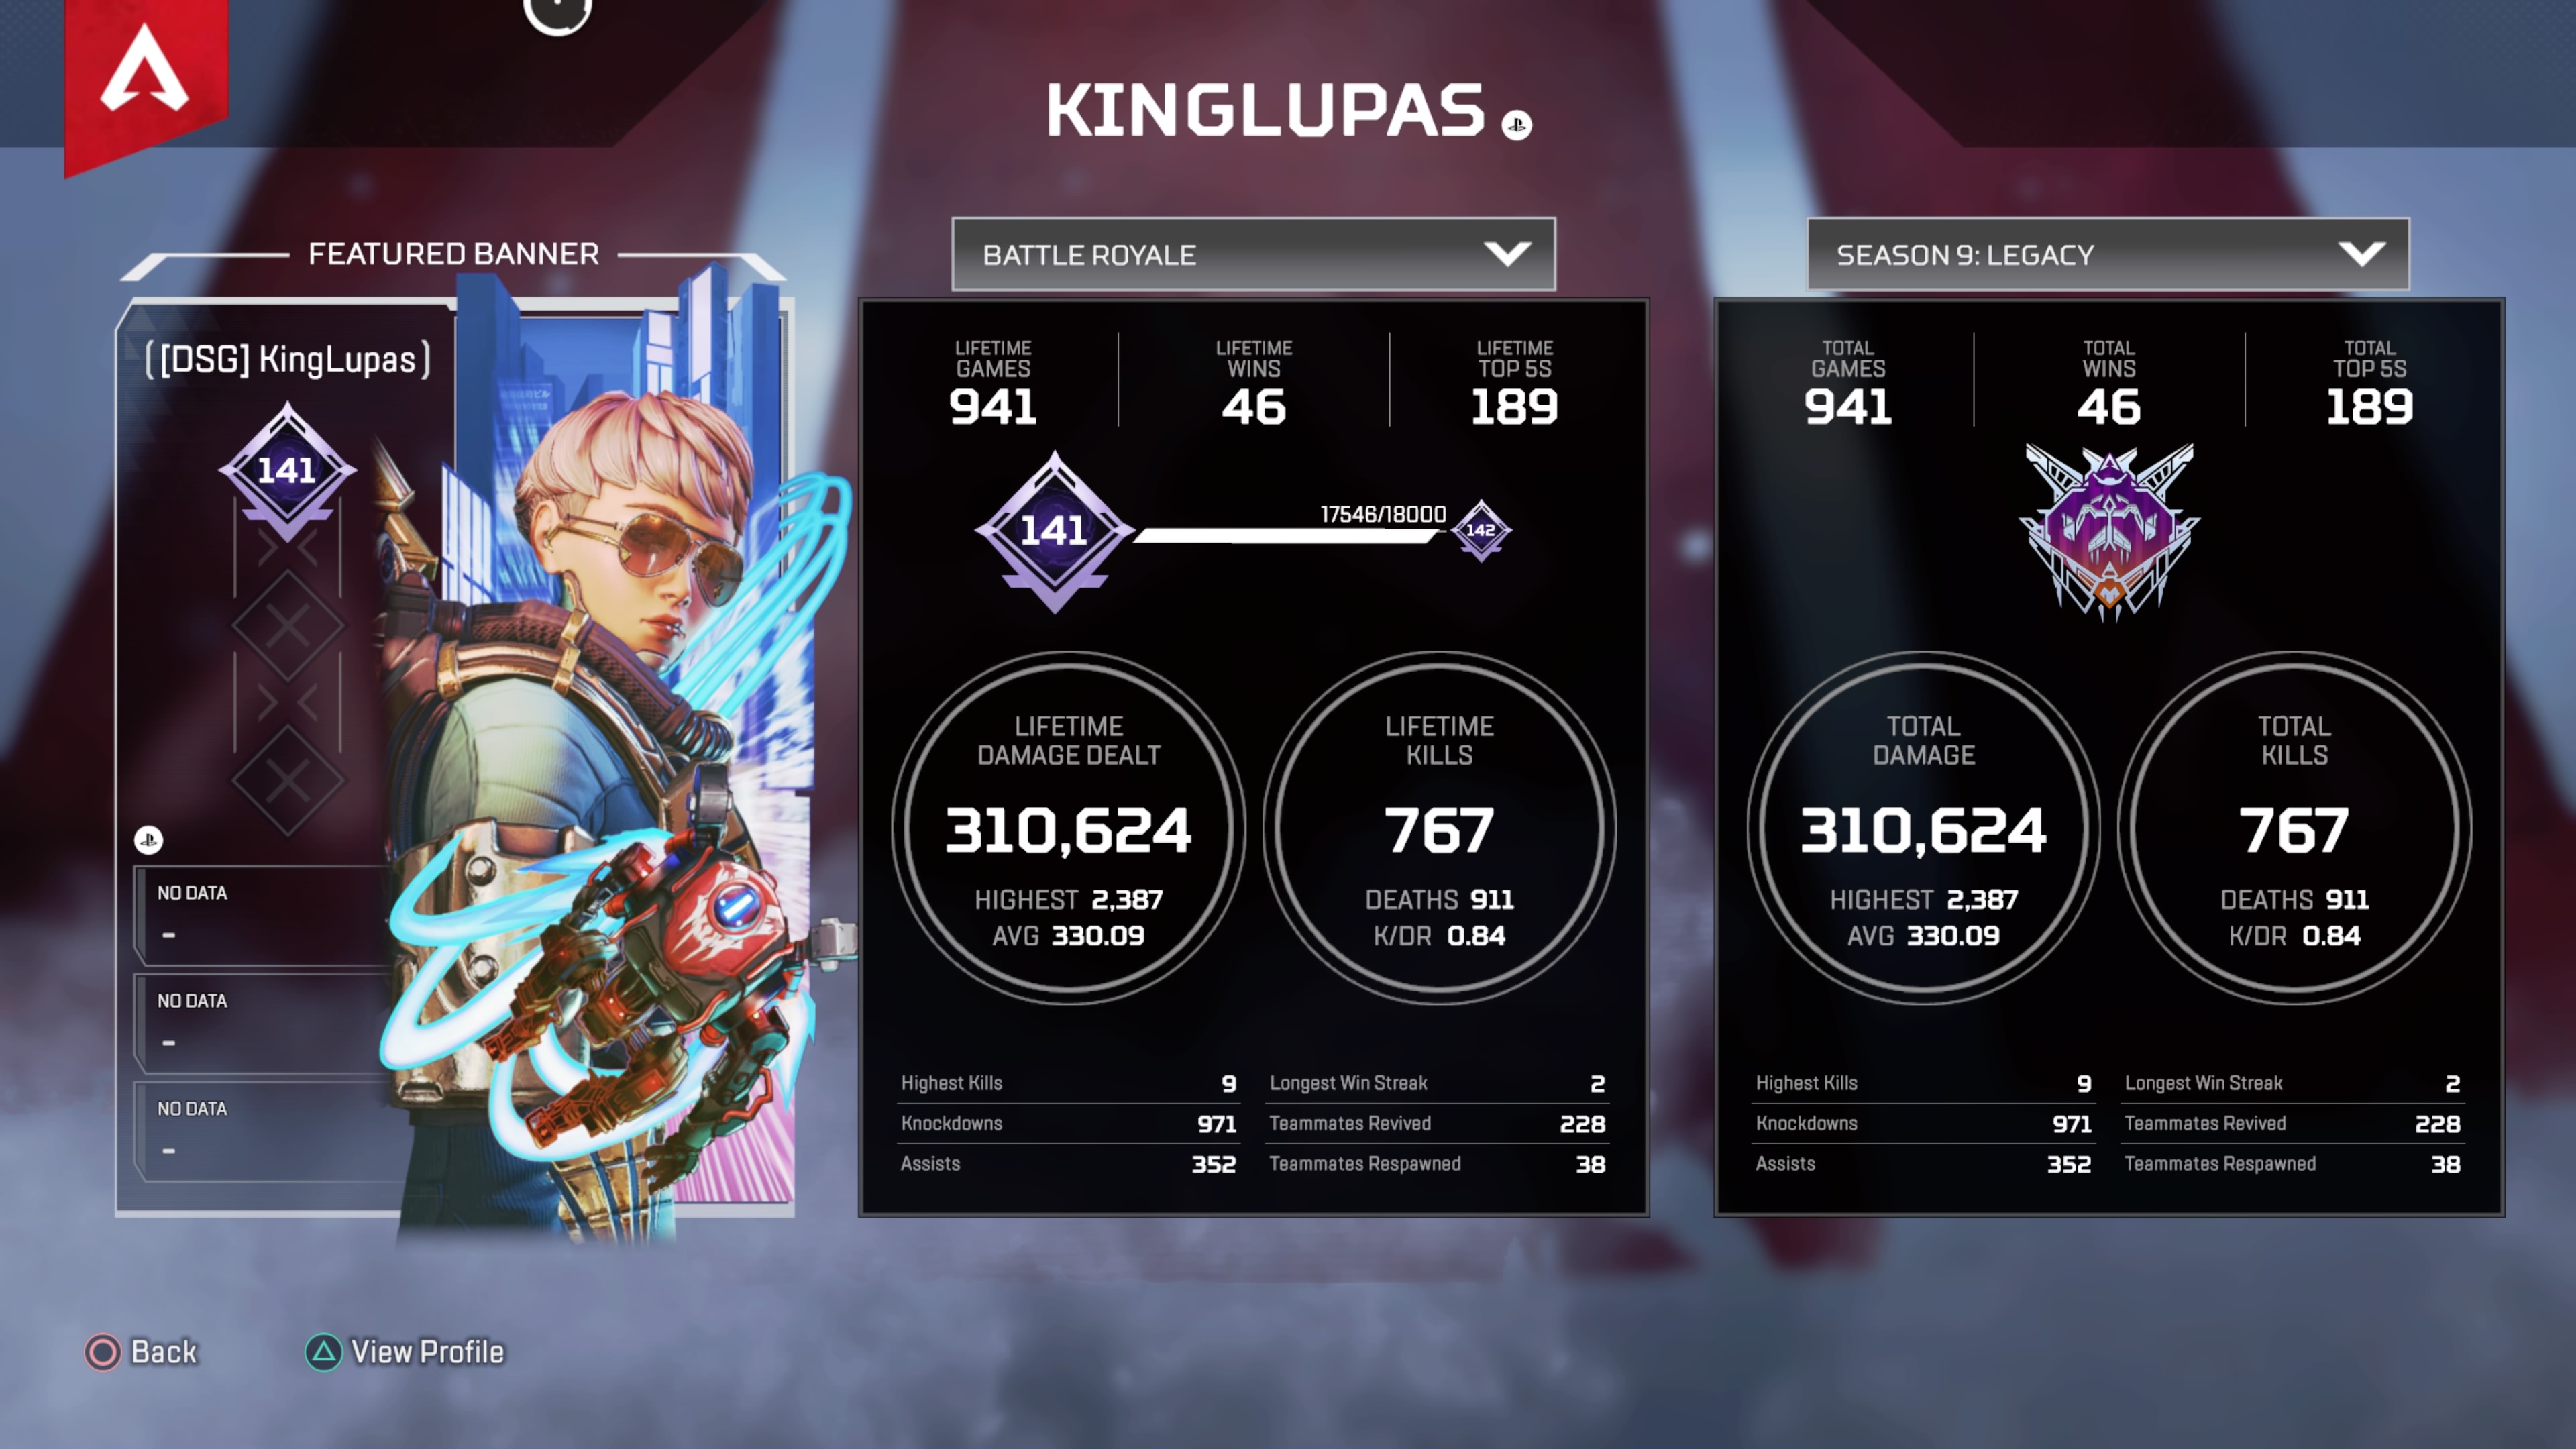 KINGLUPAS
FEATURED BANNER
BATTLE ROYALE
SEASON 9: LEGACY
([DSG] KingLupas)
141
NO DATA
-
NO DATA
-
NO DATA
-
LIFETIME
GAMES
941
LIFETIME
WINS
46
LIFETIME
TOP 5S
189
141
17546/18000
142
LIFETIME
DAMAGE DEALT
310,624
HIGHEST 2,387
AVG 330.09
LIFETIME
KILLS
767
DEATHS 911
K/DR 0.84
Highest Kills 9
Knockdowns 971
Assists 352
Longest Win Streak 2
Teammates Revived 228
Teammates Respawned 38
TOTAL
GAMES
941
TOTAL
WINS
46
TOTAL
TOP 5S
189
TOTAL
DAMAGE
310,624
HIGHEST 2,387
AVG 330.09
TOTAL
KILLS
767
DEATHS 911
K/DR 0.84
Highest Kills 9
Knockdowns 971
Assists 352
Longest Win Streak 2
Teammates Revived 228
Teammates Respawned 38
Back
View Profile